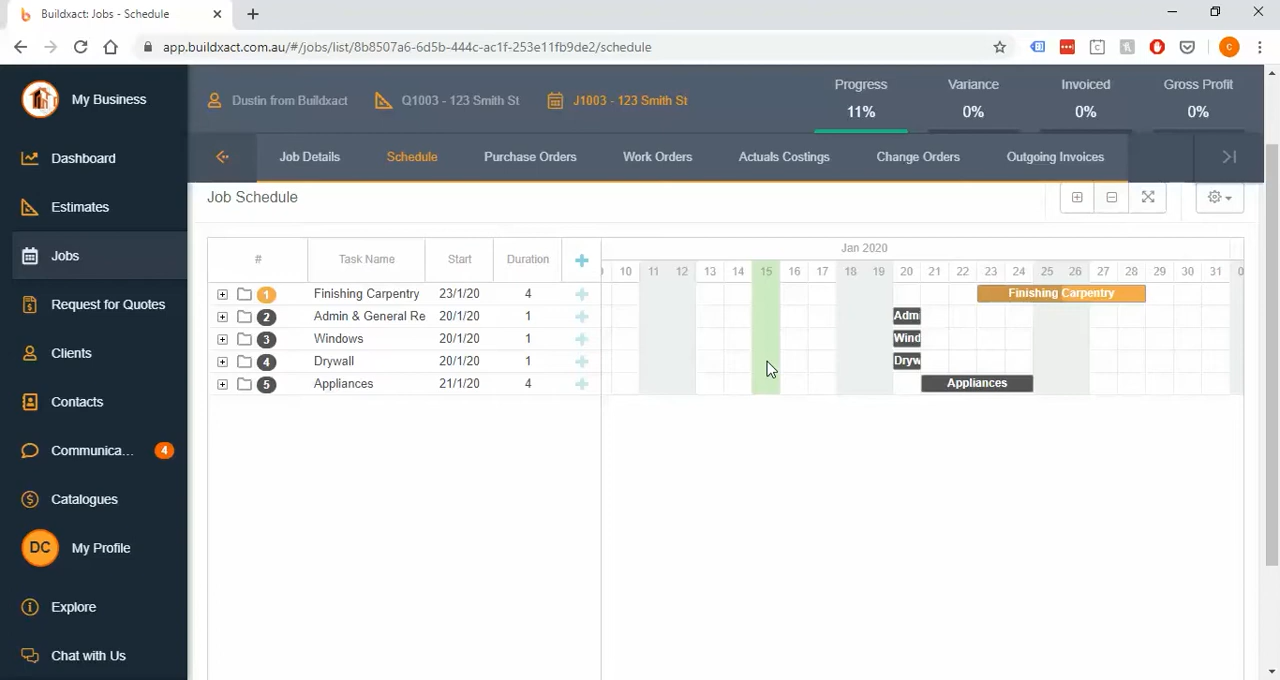 Buildxact: Jobs - Schedule
app.buildxact.com.au/#/jobs/list/8b8507a6-6d5b-444c-ac1f-253e11fb9de2/schedule
C
My Business
Dustin from Buildxact Q1003 - 123 Smith St J1003 - 123 Smith St
Progress Variance Invoiced Gross Profit
11% 0% 0% 0%
Job Details Schedule Purchase Orders Work Orders Actuals Costings Change Orders Outgoing Invoices
Dashboard
Estimates
Jobs
Request for Quotes
Clients
Contacts
Communica... 4
Catalogues
DC My Profile
Explore
Chat with Us
Job Schedule
# Task Name Start Duration
Jan 2020
10 11 12 13 14 15 16 17 18 19 20 21 22 23 24 25 26 27 28 29 30 31
1 Finishing Carpentry 23/1/20 4 Finishing Carpentry
2 Admin & General Re 20/1/20 1 Admi
3 Windows 20/1/20 1 Wind
4 Drywall 20/1/20 1 Dryw
5 Appliances 21/1/20 4 Appliances